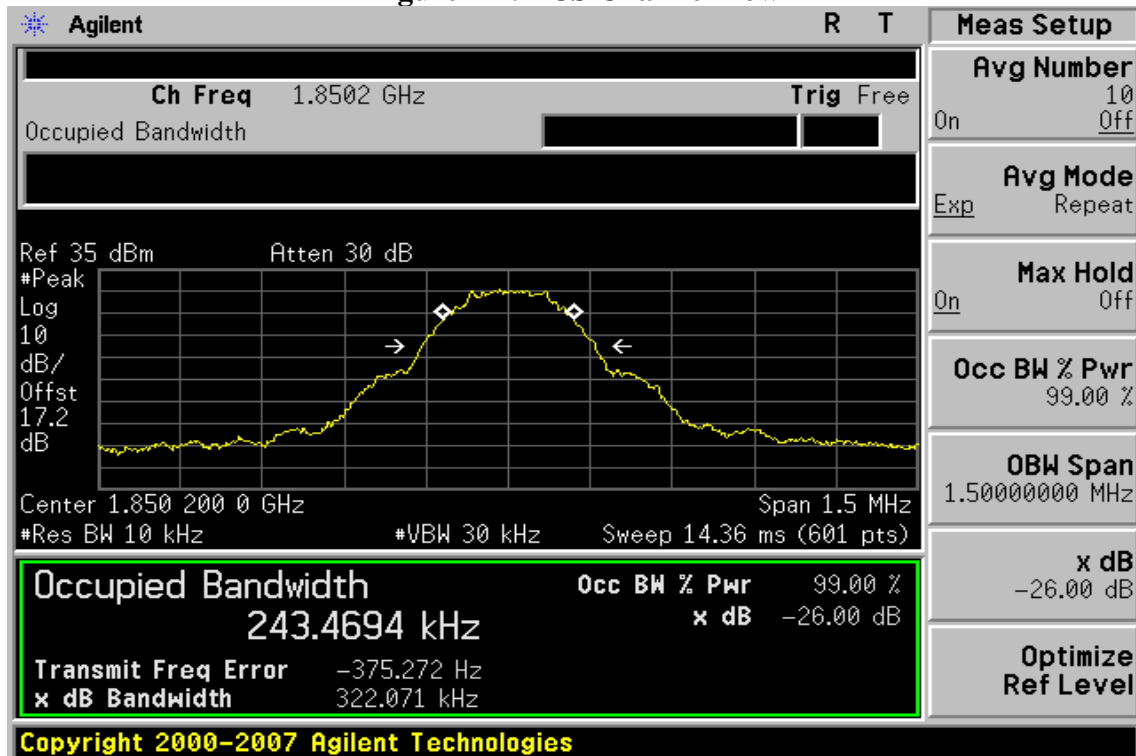 Agilent R T
Ch Freq 1.8502 GHz Trig Free
Occupied Bandwidth
Ref 35 dBm Atten 30 dB
#Peak
Log
10
dB/
Offst
17.2
dB
Center 1.850 200 0 GHz Span 1.5 MHz
#Res BW 10 kHz #VBW 30 kHz Sweep 14.36 ms (601 pts)
Occupied Bandwidth
243.4694 kHz
Occ BW % Pwr 99.00 %
x dB -26.00 dB
Transmit Freq Error -375.272 Hz
x dB Bandwidth 322.071 kHz
Copyright 2000-2007 Agilent Technologies
Meas Setup
Avg Number
10
On Off
Avg Mode
Exp Repeat
Max Hold
On Off
Occ BW % Pwr
99.00 %
OBW Span
1.50000000 MHz
x dB
-26.00 dB
Optimize
Ref Level